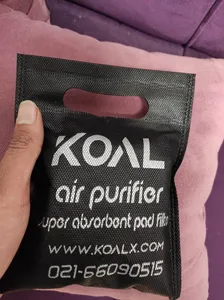 KOAL
air purifier
super absorbent pad filter
WWW.KOALX.COM
021-66090515